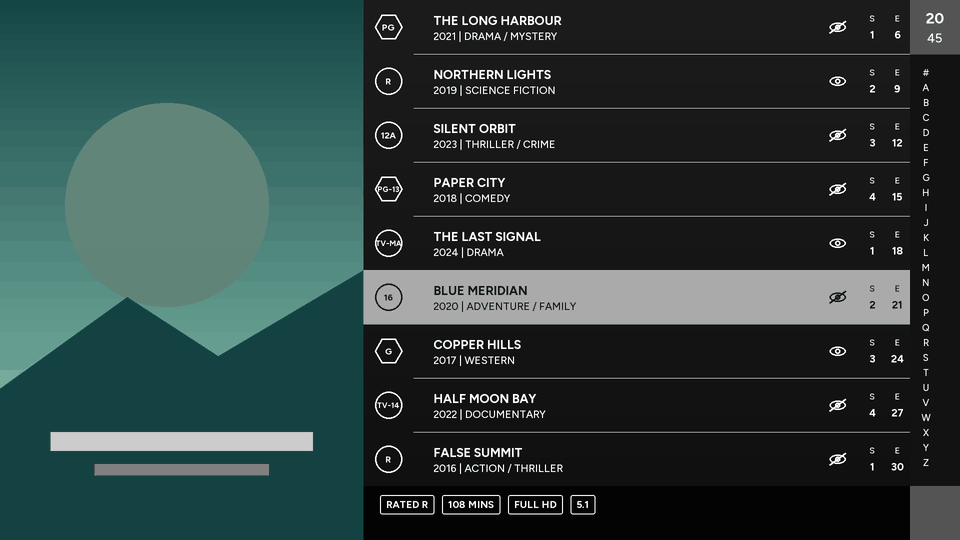 PG
THE LONG HARBOUR
2021 | DRAMA / MYSTERY
S E
1 6
R
NORTHERN LIGHTS
2019 | SCIENCE FICTION
S E
2 9
12A
SILENT ORBIT
2023 | THRILLER / CRIME
S E
3 12
PG-13
PAPER CITY
2018 | COMEDY
S E
4 15
TV-MA
THE LAST SIGNAL
2024 | DRAMA
S E
1 18
16
BLUE MERIDIAN
2020 | ADVENTURE / FAMILY
S E
2 21
G
COPPER HILLS
2017 | WESTERN
S E
3 24
TV-14
HALF MOON BAY
2022 | DOCUMENTARY
S E
4 27
R
FALSE SUMMIT
2016 | ACTION / THRILLER
S E
1 30
RATED R 108 MINS FULL HD 5.1
20
45
#
A
B
C
D
E
F
G
H
I
J
K
L
M
N
O
P
Q
R
S
T
U
V
W
X
Y
Z